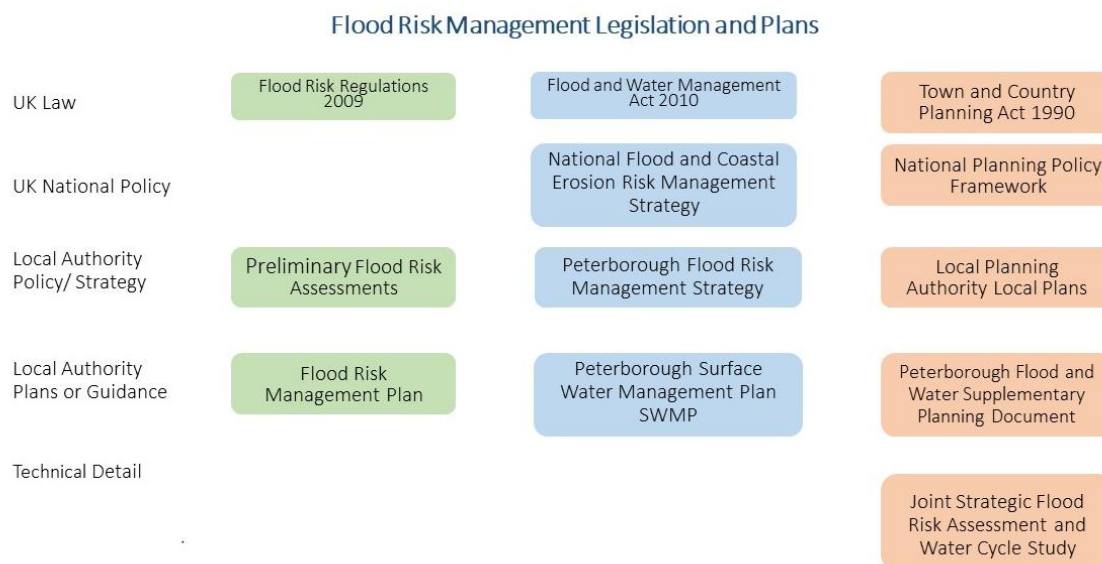 Flood Risk Management Legislation and Plans
UK Law
Flood Risk Regulations
2009
Flood and Water Management
Act 2010
Town and Country
Planning Act 1990
UK National Policy
National Flood and Coastal
Erosion Risk Management
Strategy
National Planning Policy
Framework
Local Authority
Policy/ Strategy
Preliminary Flood Risk
Assessments
Peterborough Flood Risk
Management Strategy
Local Planning
Authority Local Plans
Local Authority
Plans or Guidance
Flood Risk
Management Plan
Peterborough Surface
Water Management Plan
SWMP
Peterborough Flood and
Water Supplementary
Planning Document
Technical Detail
Joint Strategic Flood
Risk Assessment and
Water Cycle Study
.